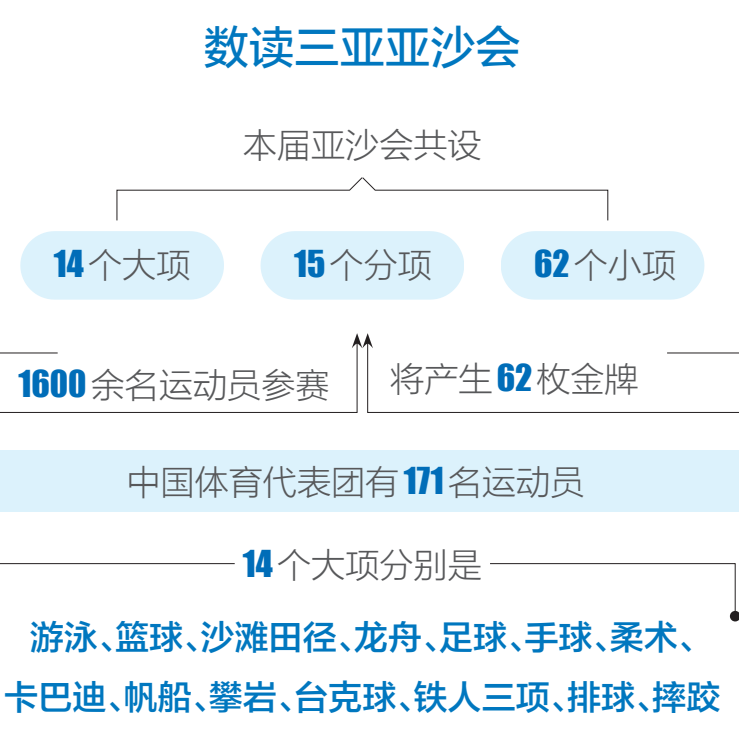 数读三亚亚沙会
本届亚沙会共设
14个大项 15个分项 62个小项
1600余名运动员参赛 将产生62枚金牌
中国体育代表团有171名运动员
14个大项分别是
游泳、篮球、沙滩田径、龙舟、足球、手球、柔术、
卡巴迪、帆船、攀岩、台克球、铁人三项、排球、摔跤